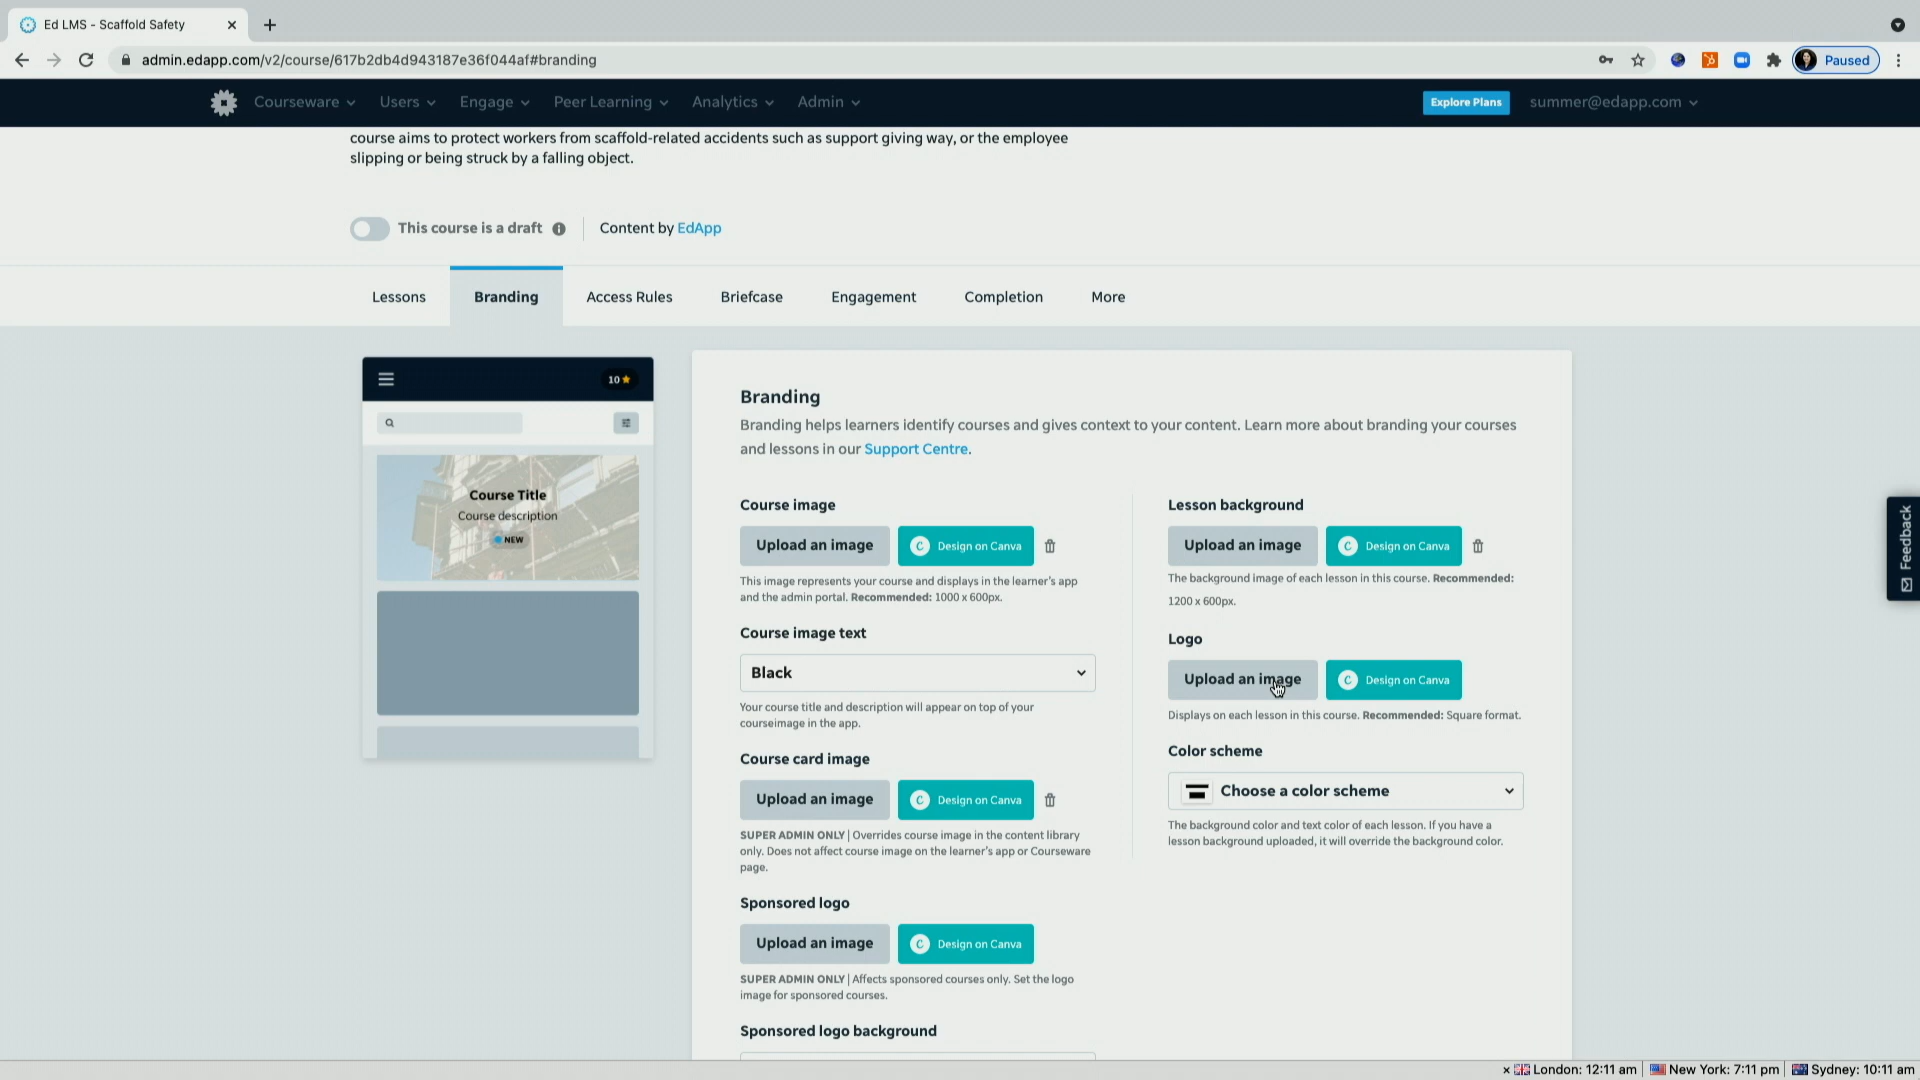 Ed LMS - Scaffold Safety
admin.edapp.com/v2/course/617b2db4d943187e36f044af#branding
Paused
Courseware
Users
Engage
Peer Learning
Analytics
Admin
Explore Plans
summer@edapp.com
course aims to protect workers from scaffold-related accidents such as support giving way, or the employee
slipping or being struck by a falling object.
This course is a draft
Content by EdApp
Lessons
Branding
Access Rules
Briefcase
Engagement
Completion
More
10
Course Title
Course description
NEW
Branding
Branding helps learners identify courses and gives context to your content. Learn more about branding your courses
and lessons in our Support Centre.
Course image
Upload an image
C Design on Canva
This image represents your course and displays in the learner's app
and the admin portal. Recommended: 1000 x 600px.
Course image text
Black
Your course title and description will appear on top of your
courseimage in the app.
Course card image
Upload an image
C Design on Canva
SUPER ADMIN ONLY | Overrides course image in the content library
only. Does not affect course image on the learner's app or Courseware
page.
Sponsored logo
Upload an image
C Design on Canva
SUPER ADMIN ONLY | Affects sponsored courses only. Set the logo
image for sponsored courses.
Sponsored logo background
Lesson background
Upload an image
C Design on Canva
The background image of each lesson in this course. Recommended:
1200 x 600px.
Logo
Upload an image
C Design on Canva
Displays on each lesson in this course. Recommended: Square format.
Color scheme
Choose a color scheme
The background color and text color of each lesson. If you have a
lesson background uploaded, it will override the background color.
Feedback
London: 12:11 am
New York: 7:11 pm
Sydney: 10:11 am